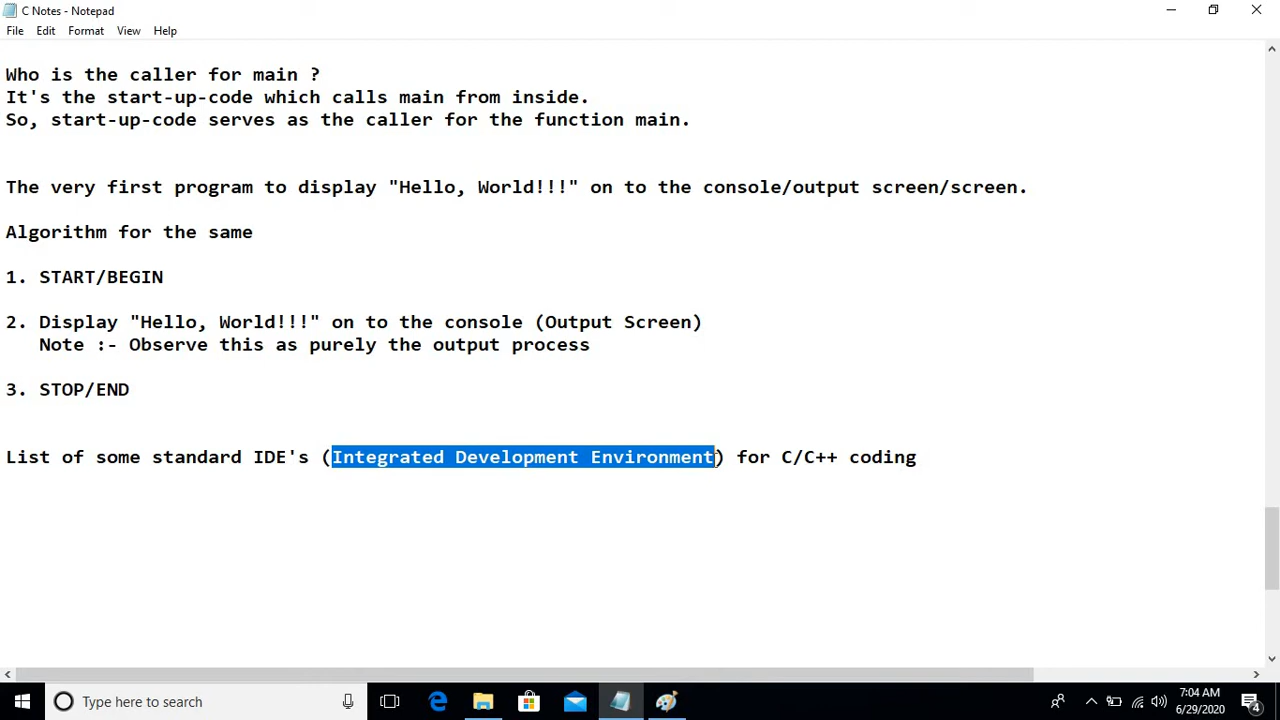 C Notes - Notepad
File Edit Format View Help
Who is the caller for main ?
It's the start-up-code which calls main from inside.
So, start-up-code serves as the caller for the function main.
The very first program to display "Hello, World!!!" on to the console/output screen/screen.
Algorithm for the same
1. START/BEGIN
2. Display "Hello, World!!!" on to the console (Output Screen)
Note :- Observe this as purely the output process
3. STOP/END
List of some standard IDE's (Integrated Development Environment) for C/C++ coding
Type here to search
7:04 AM
6/29/2020
4